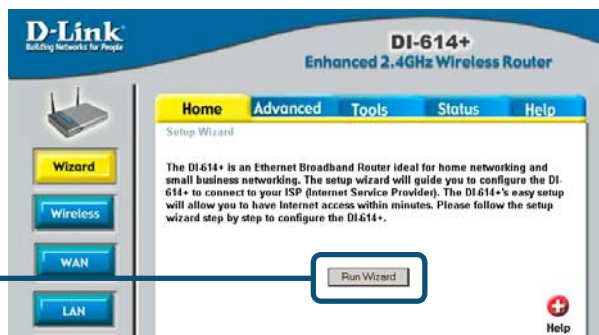 D-Link
Building Networks for People
DI-614+
Enhanced 2.4GHz Wireless Router
Home
Advanced
Tools
Status
Help
Setup Wizard
Wizard
Wireless
WAN
LAN
The DI-614+ is an Ethernet Broadband Router ideal for home networking and
small business networking. The setup wizard will guide you to configure the DI-
614+ to connect to your ISP (Internet Service Provider). The DI-614+'s easy setup
will allow you to have Internet access within minutes. Please follow the setup
wizard step by step to configure the DI-614+.
Run Wizard
Help